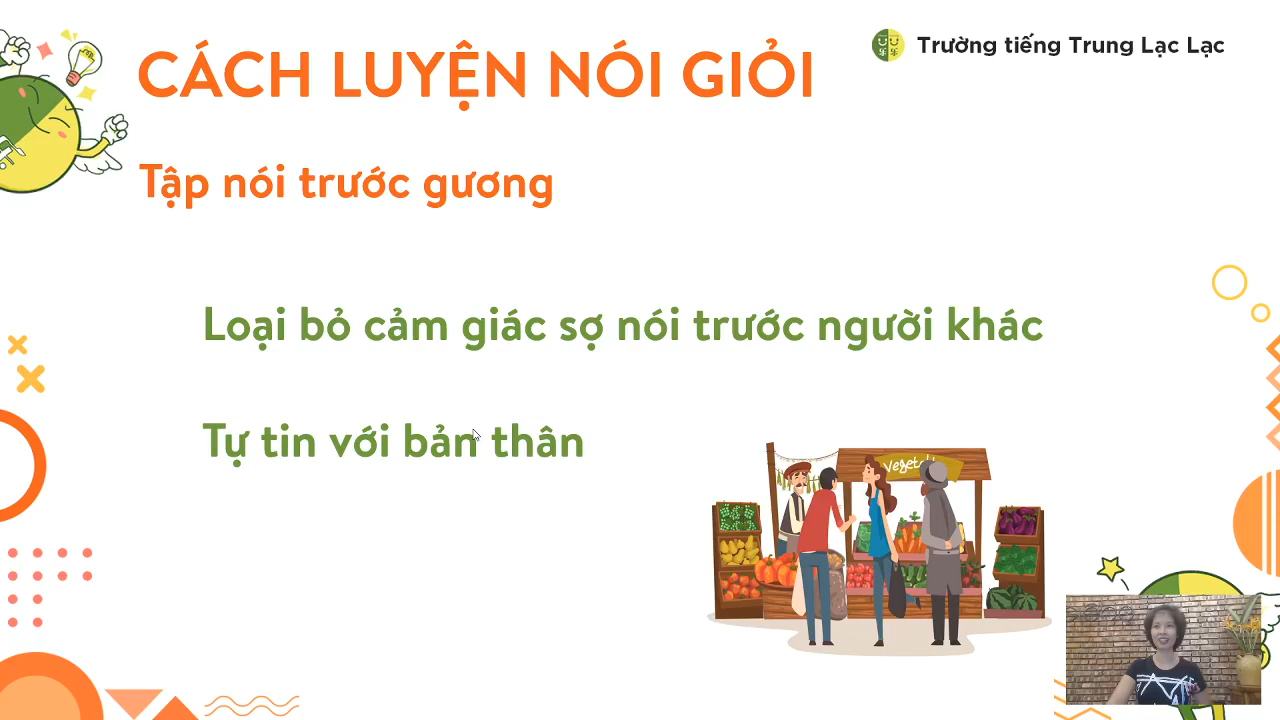 CÁCH LUYỆN NÓI GIỎI
Trường tiếng Trung Lạc Lạc
Tập nói trước gương
Loại bỏ cảm giác sợ nói trước người khác
Tự tin với bản thân